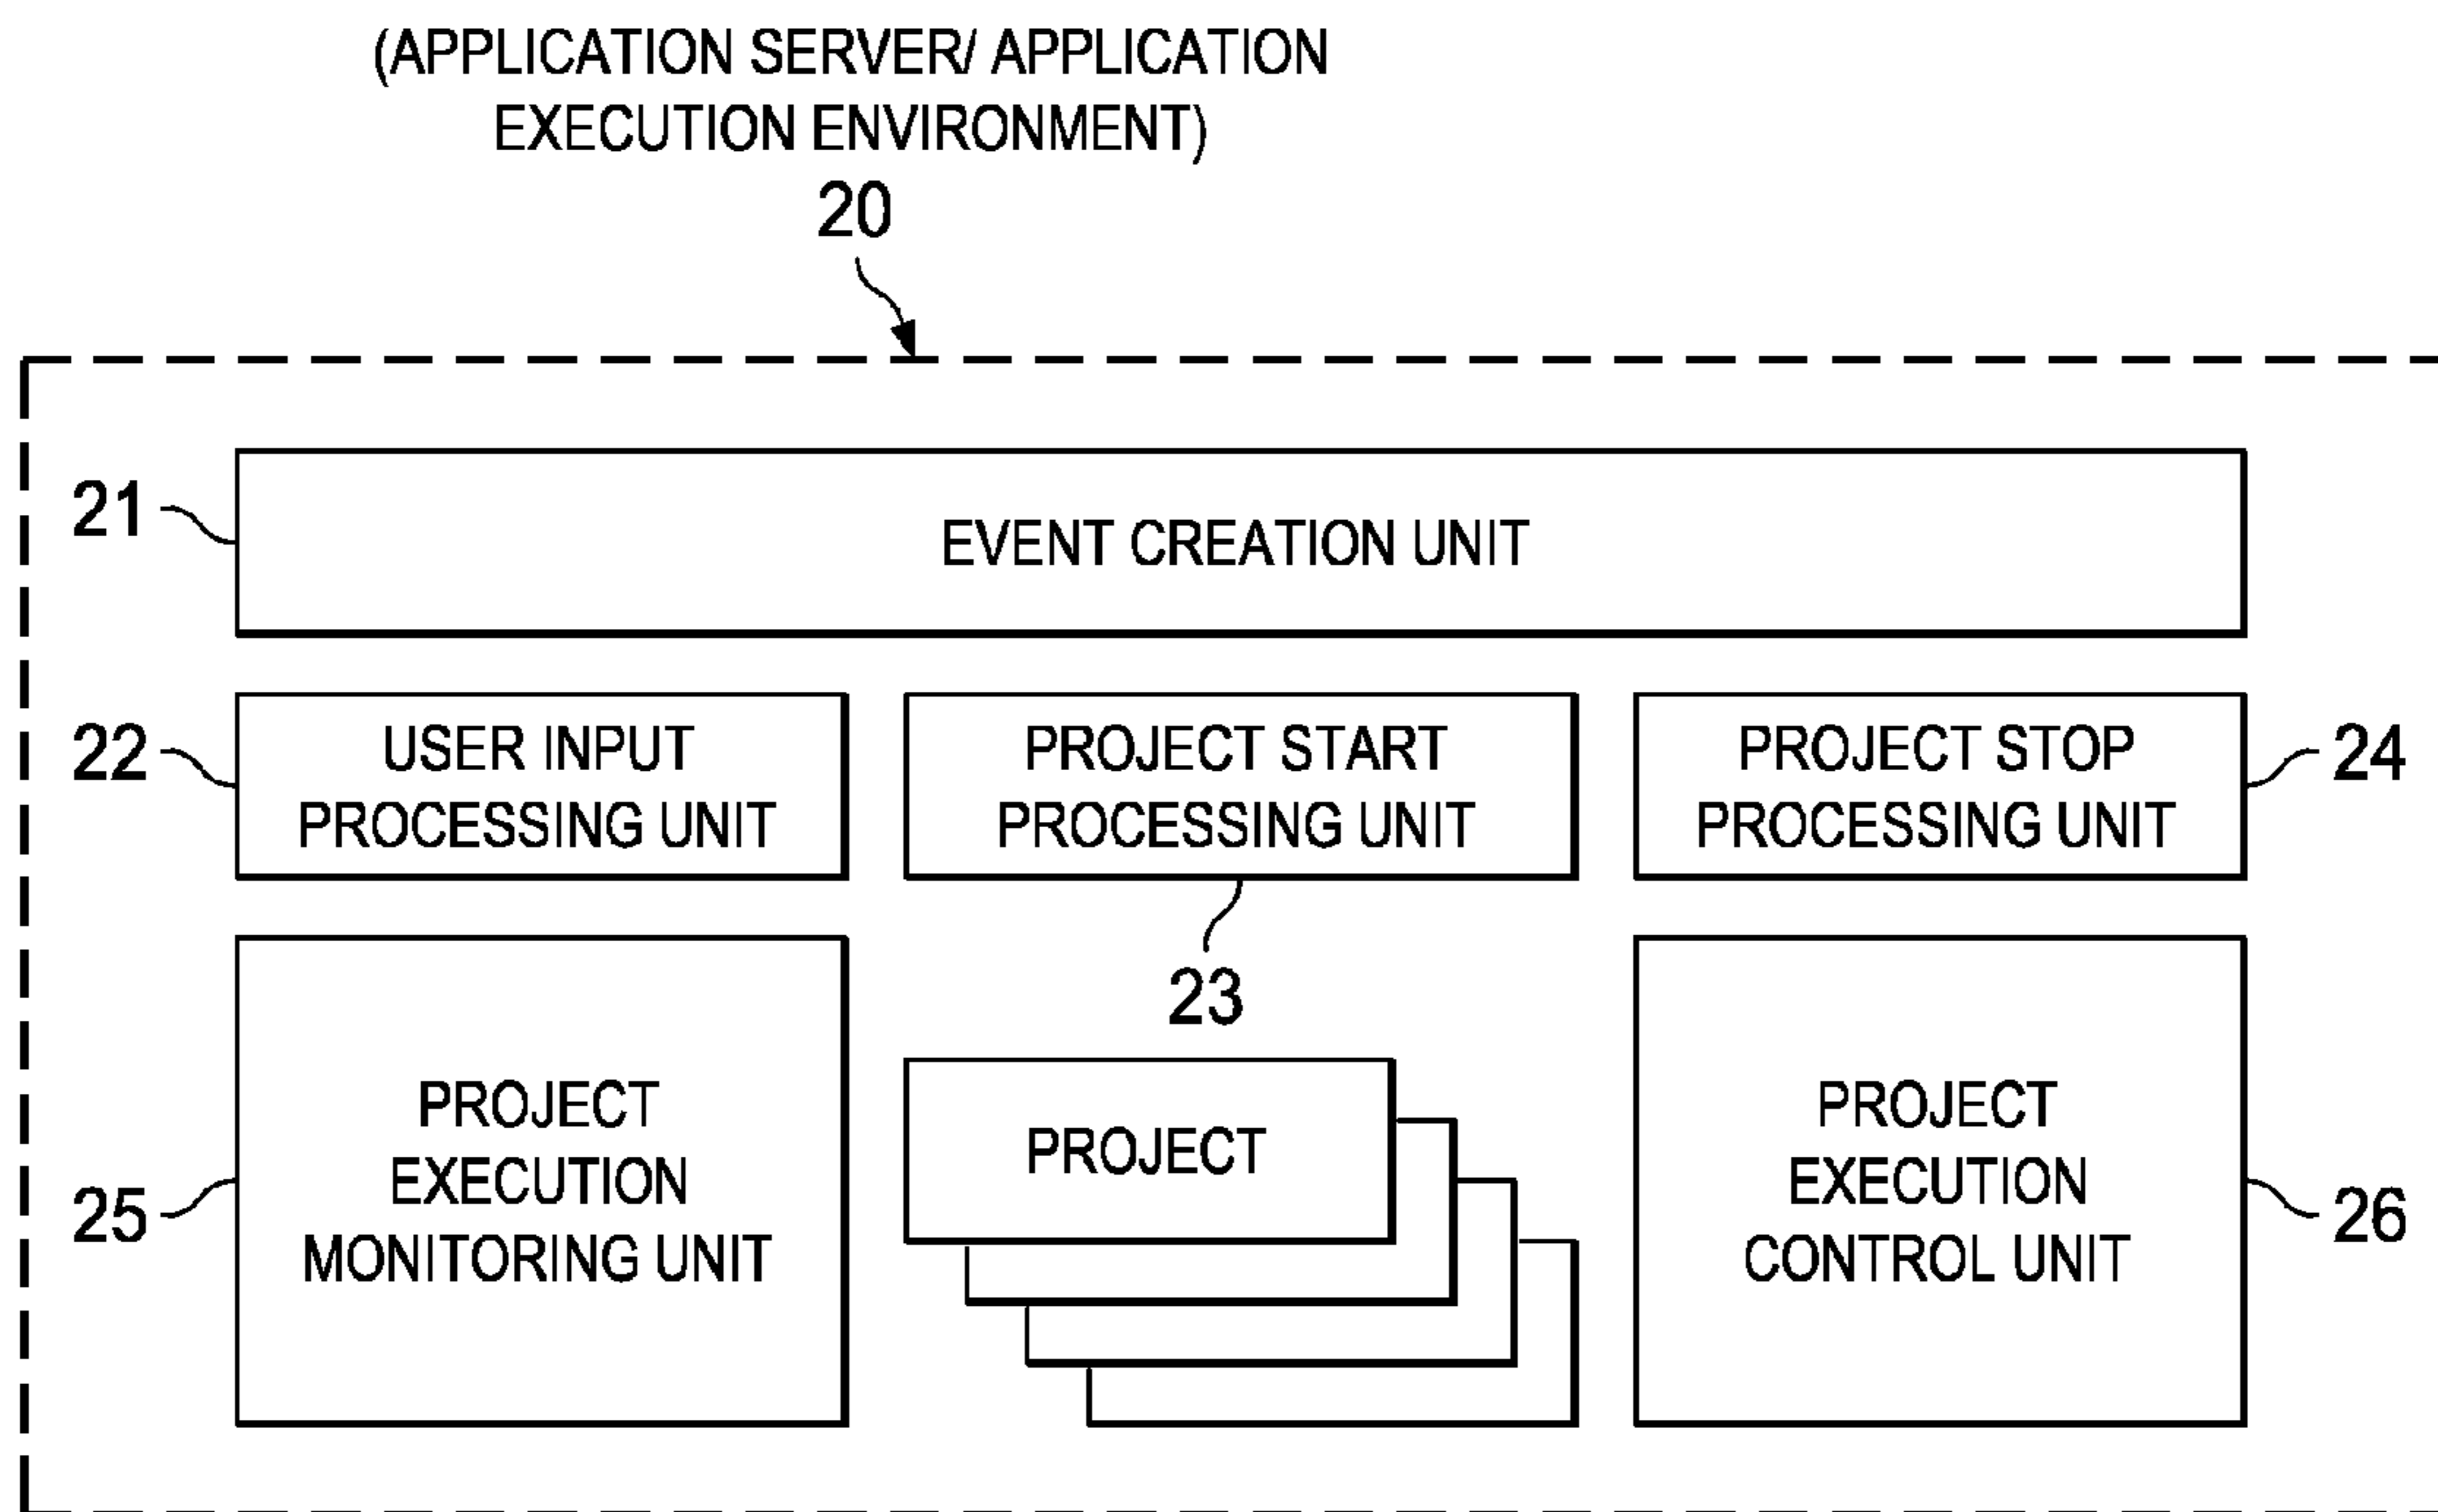 (APPLICATION SERVER/ APPLICATION
EXECUTION ENVIRONMENT)
20
21
EVENT CREATION UNIT
22
USER INPUT
PROCESSING UNIT
PROJECT START
PROCESSING UNIT
PROJECT STOP
PROCESSING UNIT
24
23
25
PROJECT
EXECUTION
MONITORING UNIT
PROJECT
PROJECT
EXECUTION
CONTROL UNIT
26